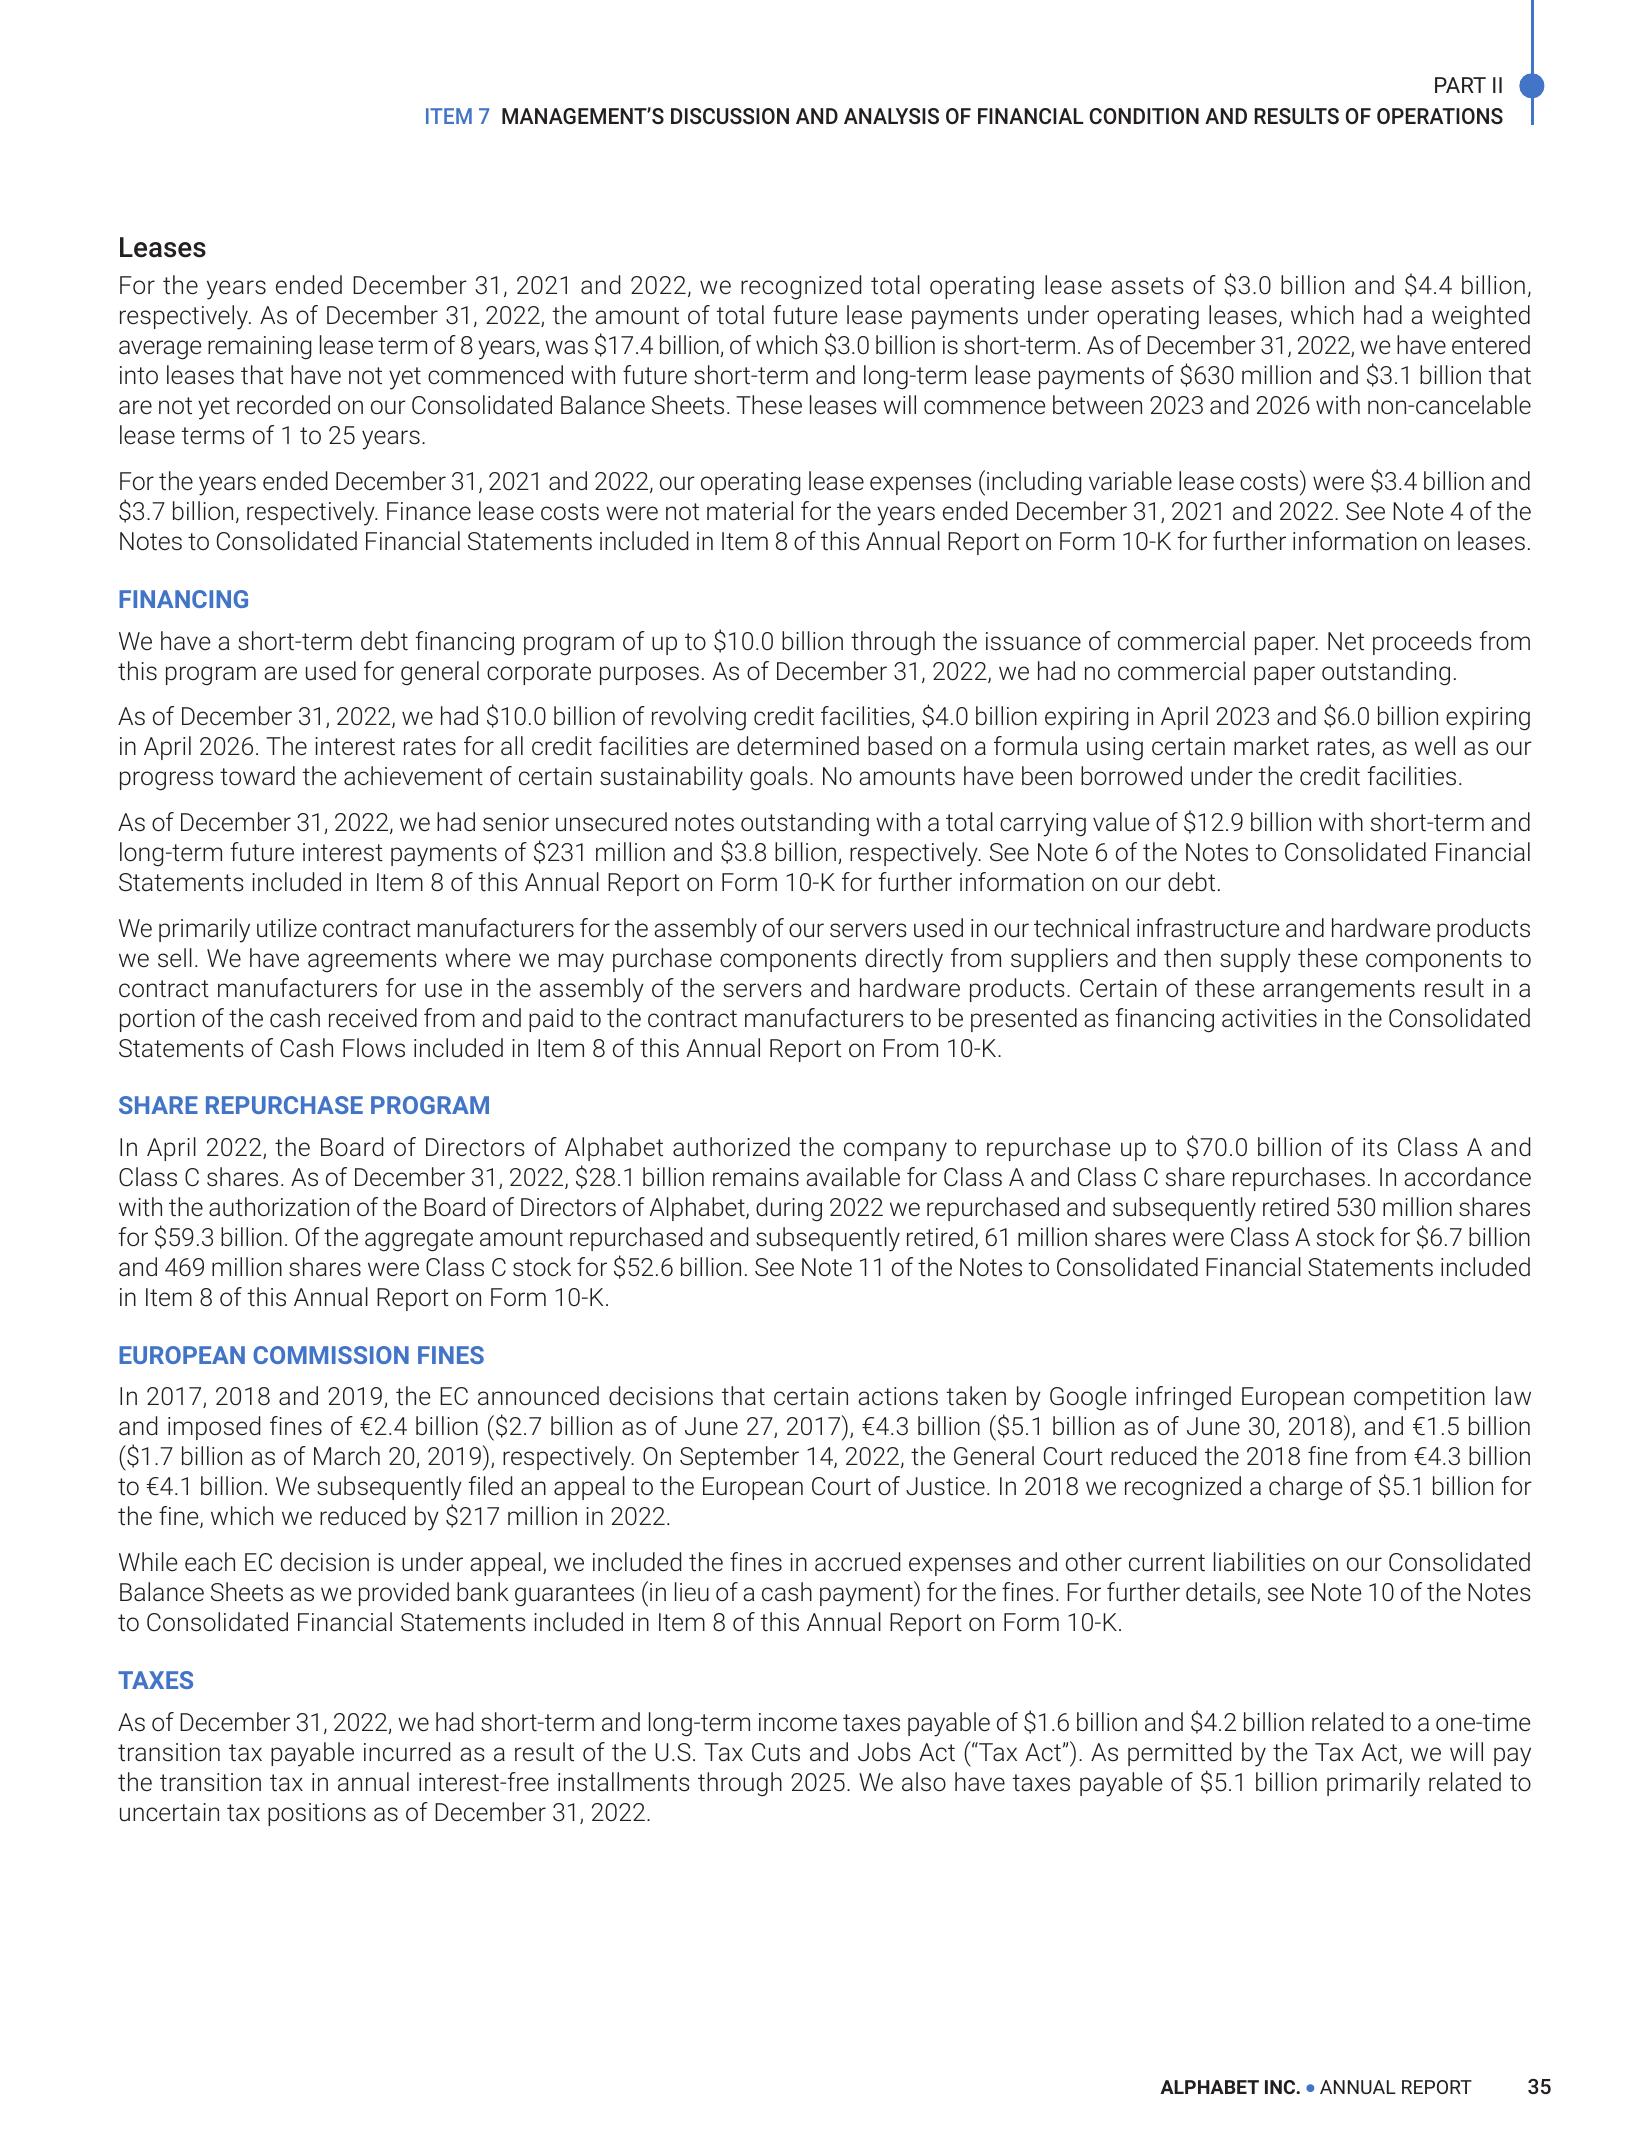 PART II
ITEM 7 MANAGEMENT’S DISCUSSION AND ANALYSIS OF FINANCIAL CONDITION AND RESULTS OF OPERATIONS
Leases
For the years ended December 31, 2021 and 2022, we recognized total operating lease assets of $3.0 billion and $4.4 billion,
respectively. As of December 31, 2022, the amount of total future lease payments under operating leases, which had a weighted
average remaining lease term of 8 years, was $17.4 billion, of which $3.0 billion is short-term. As of December 31, 2022, we have entered
into leases that have not yet commenced with future short-term and long-term lease payments of $630 million and $3.1 billion that
are not yet recorded on our Consolidated Balance Sheets. These leases will commence between 2023 and 2026 with non-cancelable
lease terms of 1 to 25 years.
For the years ended December 31, 2021 and 2022, our operating lease expenses (including variable lease costs) were $3.4 billion and
$3.7 billion, respectively. Finance lease costs were not material for the years ended December 31, 2021 and 2022. See Note 4 of the
Notes to Consolidated Financial Statements included in Item 8 of this Annual Report on Form 10-K for further information on leases.
FINANCING
We have a short-term debt financing program of up to $10.0 billion through the issuance of commercial paper. Net proceeds from
this program are used for general corporate purposes. As of December 31, 2022, we had no commercial paper outstanding.
As of December 31, 2022, we had $10.0 billion of revolving credit facilities, $4.0 billion expiring in April 2023 and $6.0 billion expiring
in April 2026. The interest rates for all credit facilities are determined based on a formula using certain market rates, as well as our
progress toward the achievement of certain sustainability goals. No amounts have been borrowed under the credit facilities.
As of December 31, 2022, we had senior unsecured notes outstanding with a total carrying value of $12.9 billion with short-term and
long-term future interest payments of $231 million and $3.8 billion, respectively. See Note 6 of the Notes to Consolidated Financial
Statements included in Item 8 of this Annual Report on Form 10-K for further information on our debt.
We primarily utilize contract manufacturers for the assembly of our servers used in our technical infrastructure and hardware products
we sell. We have agreements where we may purchase components directly from suppliers and then supply these components to
contract manufacturers for use in the assembly of the servers and hardware products. Certain of these arrangements result in a
portion of the cash received from and paid to the contract manufacturers to be presented as financing activities in the Consolidated
Statements of Cash Flows included in Item 8 of this Annual Report on From 10-K.
SHARE REPURCHASE PROGRAM
In April 2022, the Board of Directors of Alphabet authorized the company to repurchase up to $70.0 billion of its Class A and
Class C shares. As of December 31, 2022, $28.1 billion remains available for Class A and Class C share repurchases. In accordance
with the authorization of the Board of Directors of Alphabet, during 2022 we repurchased and subsequently retired 530 million shares
for $59.3 billion. Of the aggregate amount repurchased and subsequently retired, 61 million shares were Class A stock for $6.7 billion
and 469 million shares were Class C stock for $52.6 billion. See Note 11 of the Notes to Consolidated Financial Statements included
in Item 8 of this Annual Report on Form 10-K.
EUROPEAN COMMISSION FINES
In 2017, 2018 and 2019, the EC announced decisions that certain actions taken by Google infringed European competition law
and imposed fines of €2.4 billion ($2.7 billion as of June 27, 2017), €4.3 billion ($5.1 billion as of June 30, 2018), and €1.5 billion
($1.7 billion as of March 20, 2019), respectively. On September 14, 2022, the General Court reduced the 2018 fine from €4.3 billion
to €4.1 billion. We subsequently filed an appeal to the European Court of Justice. In 2018 we recognized a charge of $5.1 billion for
the fine, which we reduced by $217 million in 2022.
While each EC decision is under appeal, we included the fines in accrued expenses and other current liabilities on our Consolidated
Balance Sheets as we provided bank guarantees (in lieu of a cash payment) for the fines. For further details, see Note 10 of the Notes
to Consolidated Financial Statements included in Item 8 of this Annual Report on Form 10-K.
TAXES
As of December 31, 2022, we had short-term and long-term income taxes payable of $1.6 billion and $4.2 billion related to a one-time
transition tax payable incurred as a result of the U.S. Tax Cuts and Jobs Act (“Tax Act”). As permitted by the Tax Act, we will pay
the transition tax in annual interest-free installments through 2025. We also have taxes payable of $5.1 billion primarily related to
uncertain tax positions as of December 31, 2022.
ALPHABET INC. • ANNUAL REPORT 35